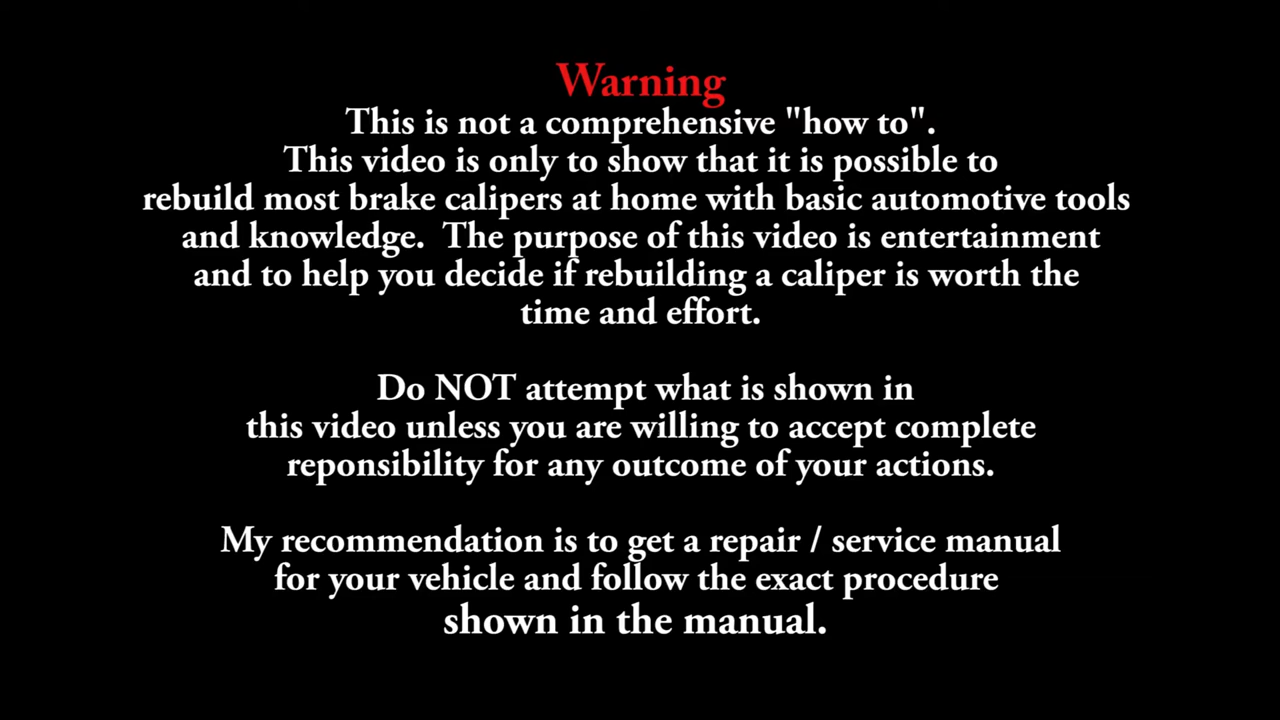 Warning
This is not a comprehensive "how to".
This video is only to show that it is possible to
rebuild most brake calipers at home with basic automotive tools
and knowledge.  The purpose of this video is entertainment
and to help you decide if rebuilding a caliper is worth the
time and effort.
Do NOT attempt what is shown in
this video unless you are willing to accept complete
reponsibility for any outcome of your actions.
My recommendation is to get a repair / service manual
for your vehicle and follow the exact procedure
shown in the manual.